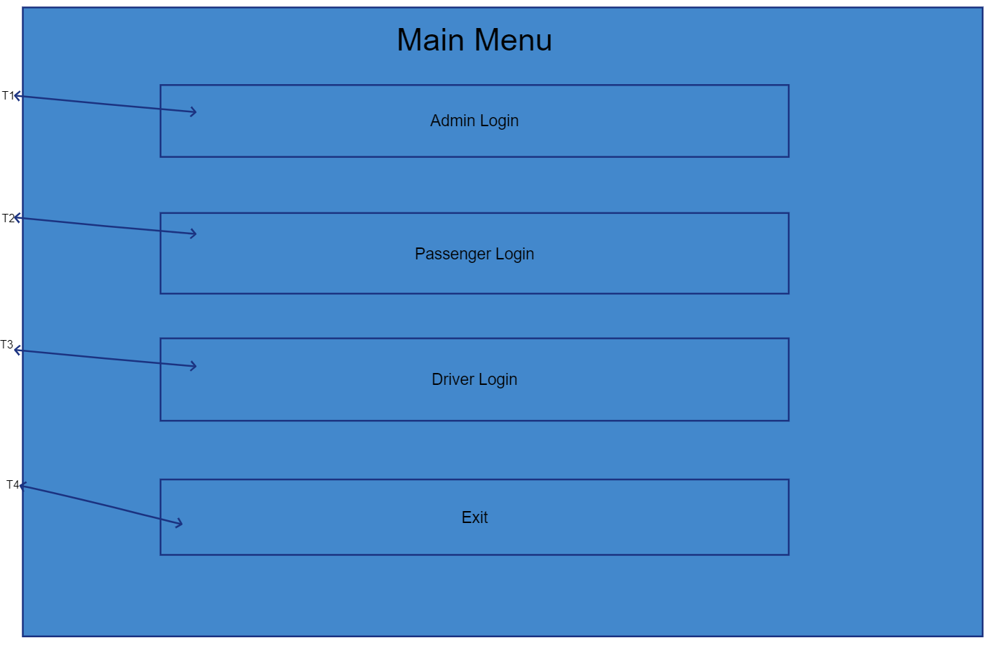 Main Menu
T1
Admin Login
T2
Passenger Login
T3
Driver Login
T4
Exit